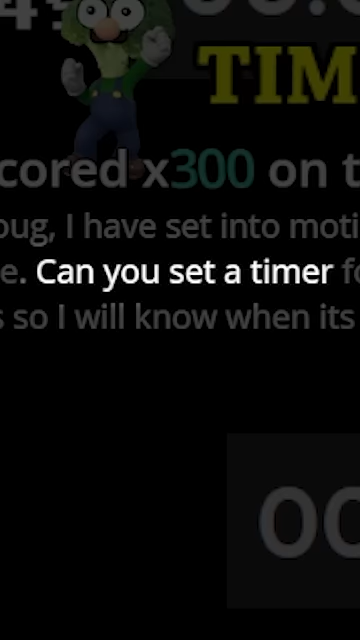 TIM
cored x300 on t
oug, I have set into moti
e. Can you set a timer fo
s so I will know when its
00